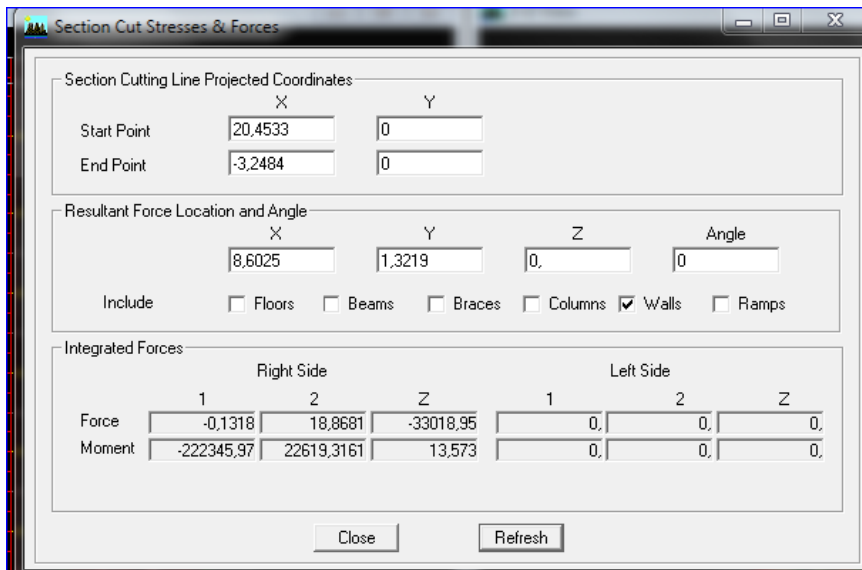 Section Cut Stresses & Forces
Section Cutting Line Projected Coordinates
X Y
Start Point 20,4533 0
End Point -3,2484 0
Resultant Force Location and Angle
X Y Z Angle
8,6025 1,3219 0, 0
Include Floors Beams Braces Columns Walls Ramps
Integrated Forces
Right Side Left Side
1 2 Z 1 2 Z
Force -0,1318 18,8681 -33018,95 0, 0, 0,
Moment -222345,97 22619,3161 13,573 0, 0, 0,
Close Refresh